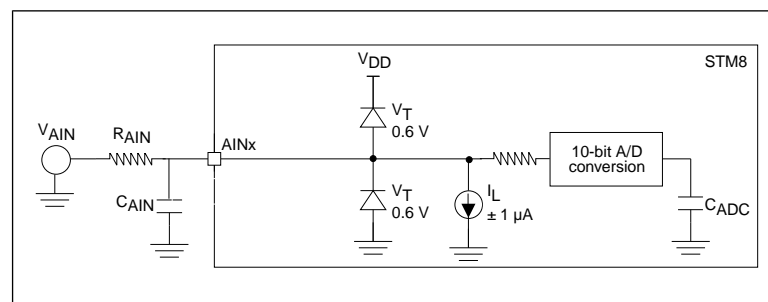 STM8
VDD
VT
0.6 V
VAIN
RAIN
AINx
10-bit A/D
conversion
VT
0.6 V
IL
± 1 µA
CAIN
CADC